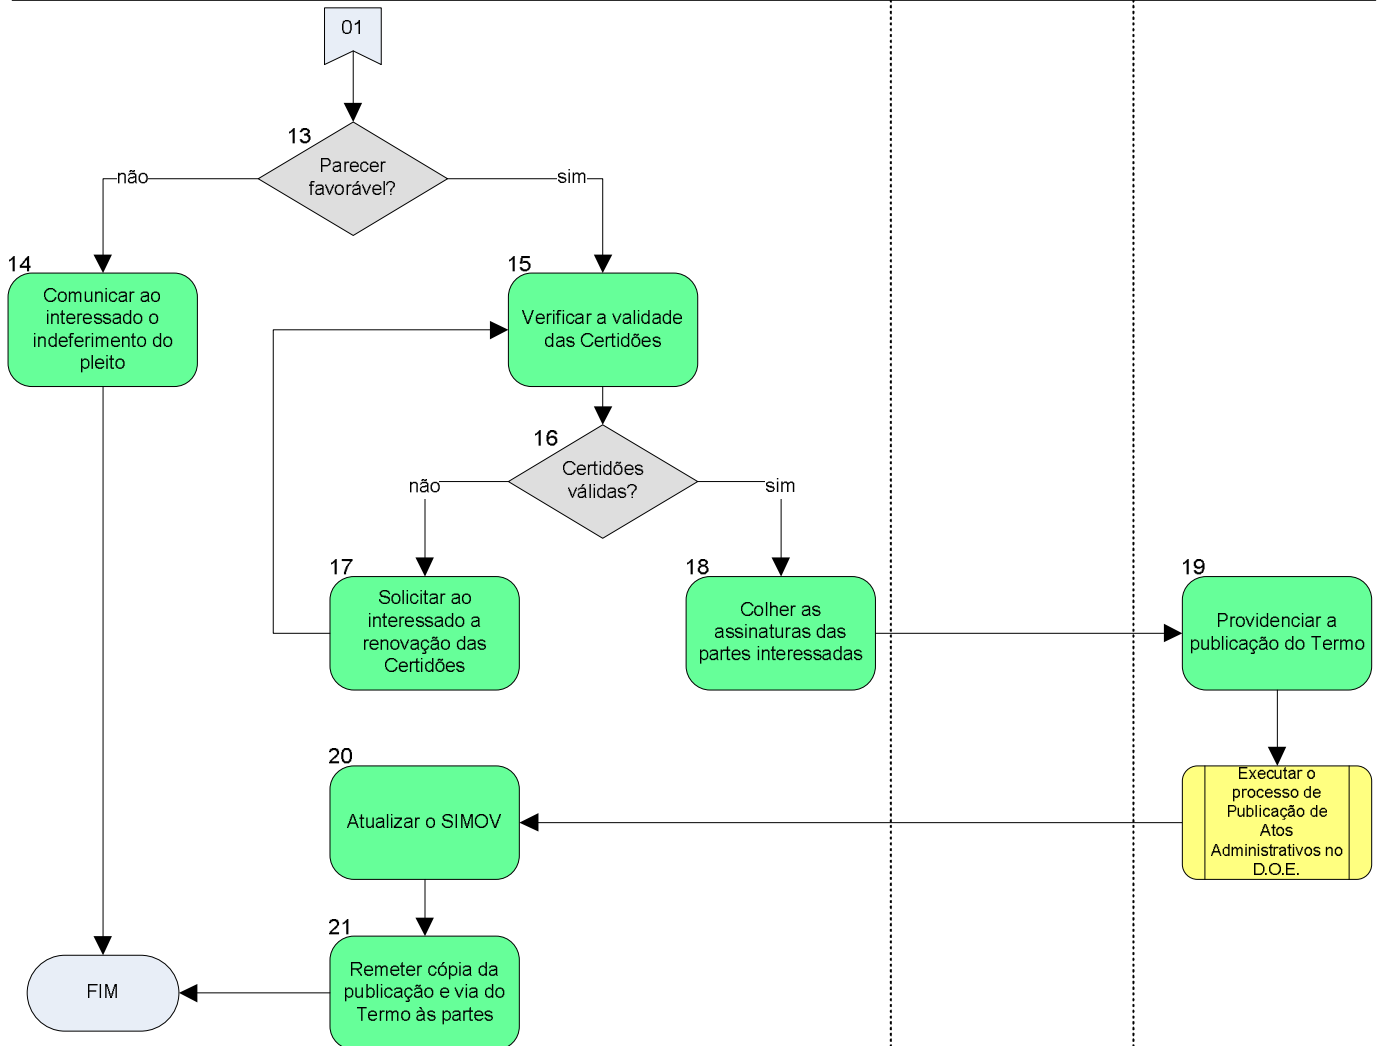 01
13
Parecer
favorável?
não
sim
14
Comunicar ao
interessado o
indeferimento do
pleito
15
Verificar a validade
das Certidões
16
Certidões
válidas?
não
sim
17
Solicitar ao
interessado a
renovação das
Certidões
18
Colher as
assinaturas das
partes interessadas
19
Providenciar a
publicação do Termo
Executar o
processo de
Publicação de
Atos
Administrativos no
D.O.E.
20
Atualizar o SIMOV
21
Remeter cópia da
publicação e via do
Termo às partes
FIM